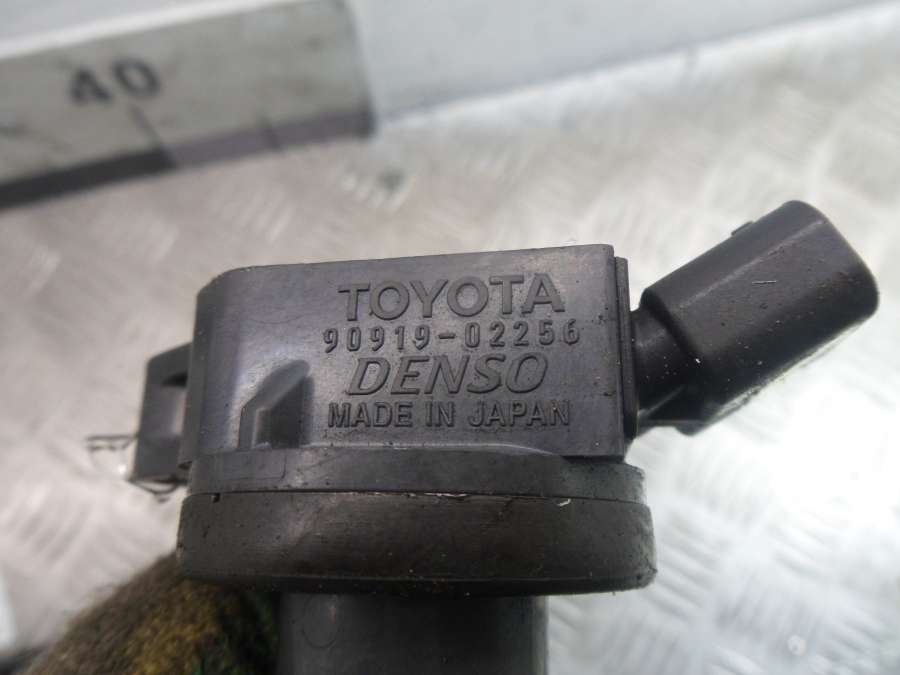 40
TOYOTA
90919-02256
DENSO
MADE IN JAPAN